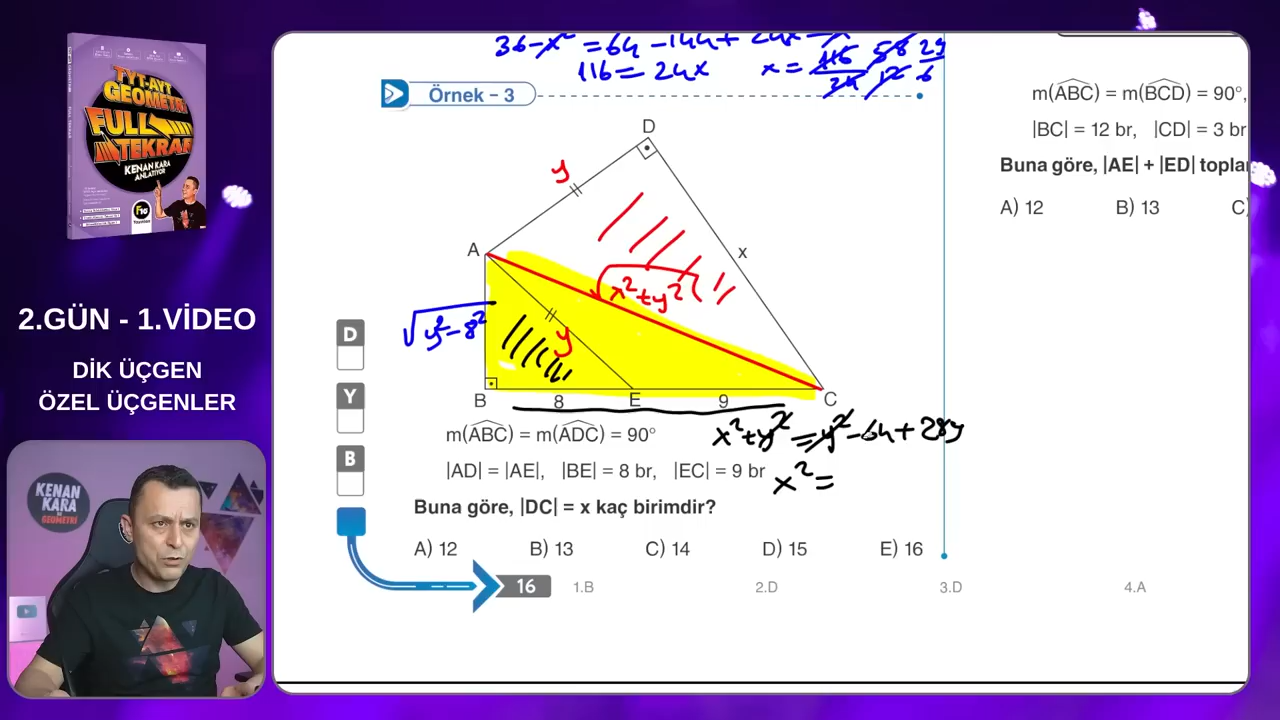 TYT-AYT
GEOMETRİ
FULL
TEKRAR
KENAN KARA
ANLATIYOR
2.GÜN - 1.VİDEO
DİK ÜÇGEN
ÖZEL ÜÇGENLER
KENAN
KARA
GEOMETRİ
36-x² = 64 - 144 + 24x - x²
116 = 24x x = 116/24 58/12 29/6
Örnek – 3
D
y
A
x
√x²+y²
√y²-8²
y
B 8 E 9 C
D
Y
B
m(ABC) = m(ADC) = 90°
x²+y² = y²-64+289
|AD| = |AE|, |BE| = 8 br, |EC| = 9 br
x² =
Buna göre, |DC| = x kaç birimdir?
A) 12 B) 13 C) 14 D) 15 E) 16
16 1.B 2.D 3.D 4.A
m(ABC) = m(BCD) = 90°,
|BC| = 12 br, |CD| = 3 br
Buna göre, |AE| + |ED| topla
A) 12 B) 13 C)